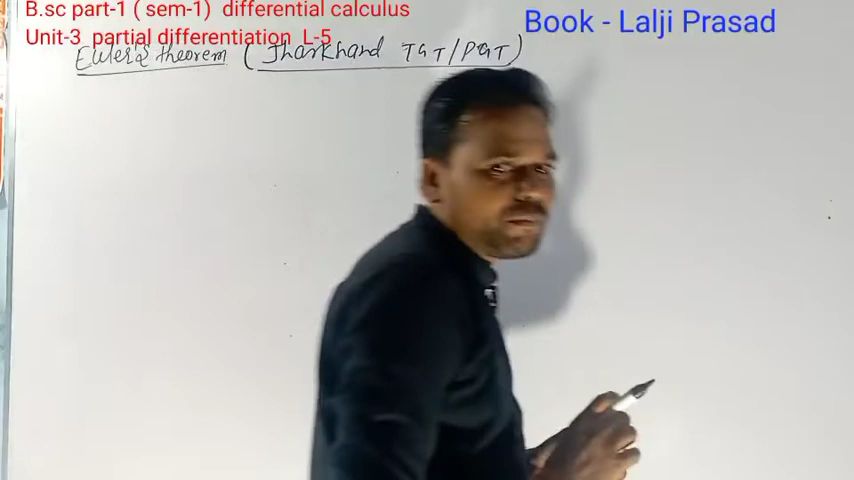 B.sc part-1 ( sem-1) differential calculus
Book - Lalji Prasad
Unit-3 partial differentiation L-5
Euler's theorem ( Jharkhand TGT/PGT)